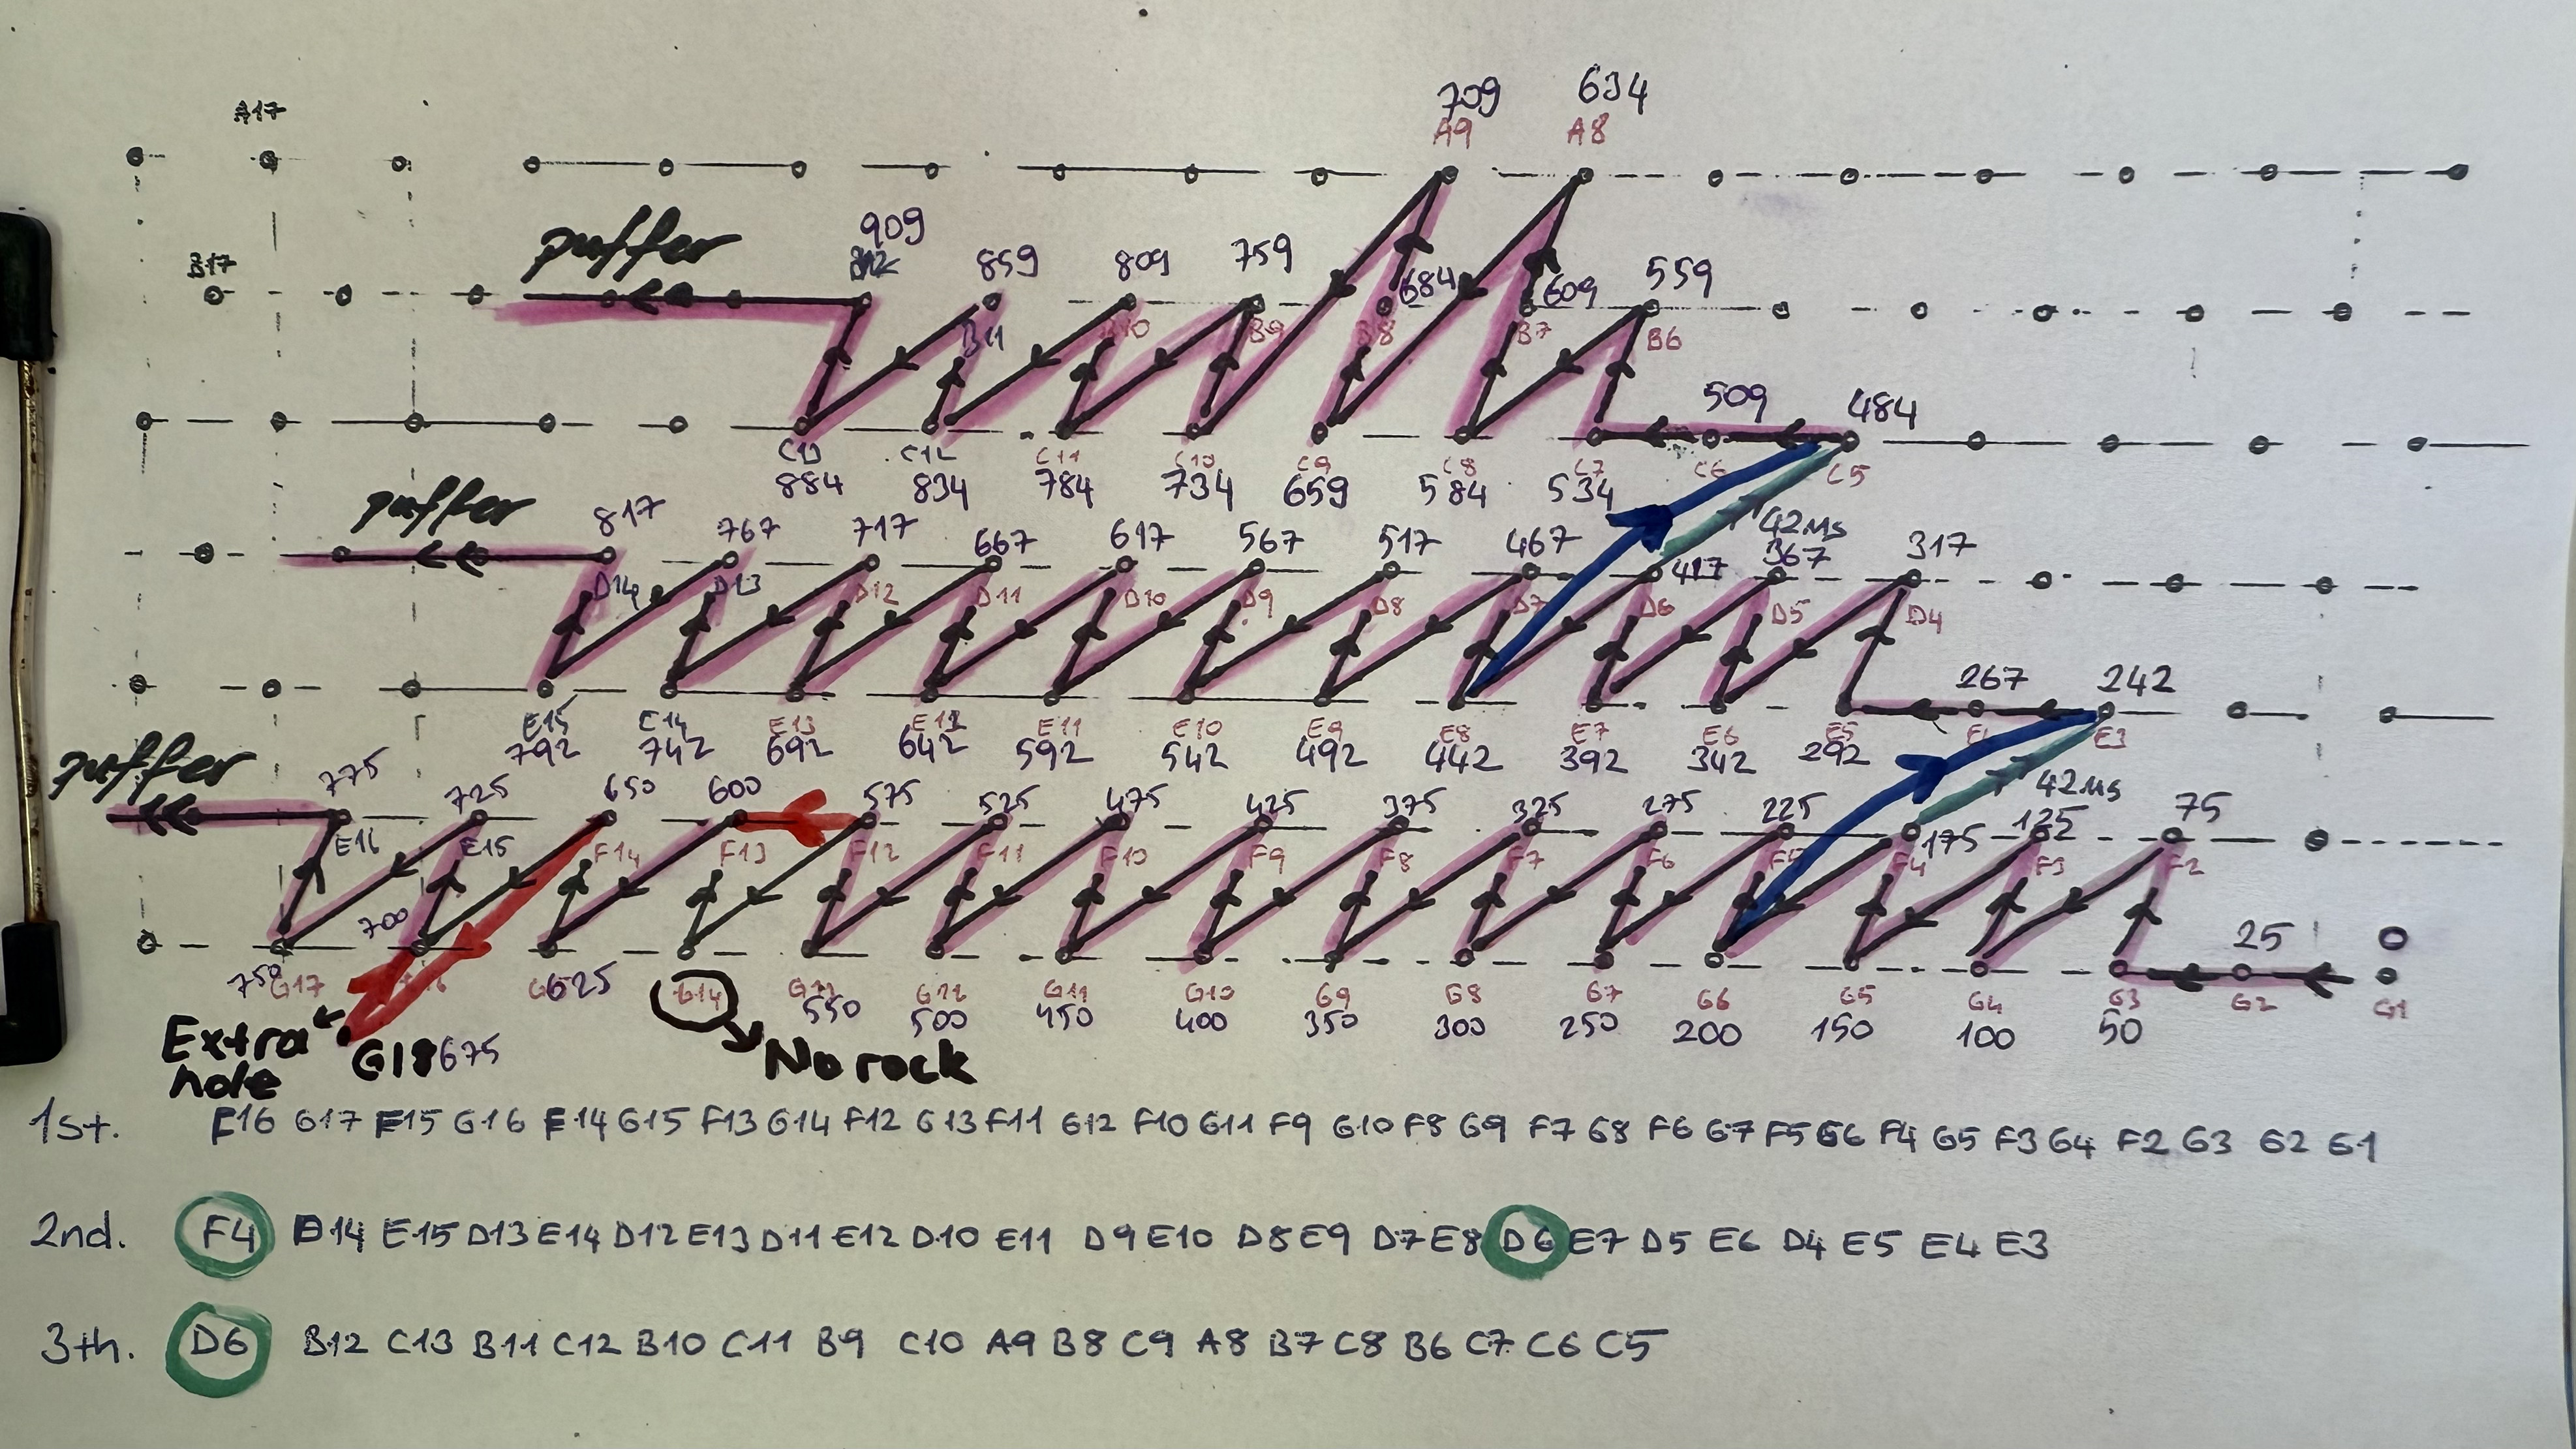 709 634
A17 A9 A8
puffer 909 859 809 759 684 609 559
B17 B11 B10 B9 B8 B7 B6
509 484
C13 C12 C11 C10 C9 C8 C7 C6 C5
884 834 784 734 659 584 534
puffer 817 767 717 667 617 567 517 467 417 42Ms 367 317
D14 D13 D12 D11 D10 D9 D8 D7 D6 D5 D4
267 242
E15 E14 E13 E12 E11 E10 E9 E8 E7 E6 E5 E3
792 742 692 642 592 542 492 442 392 342 292
puffer 775 725 650 600 575 525 475 425 375 325 275 225 175 42Ms 125 75
E16 E15 F14 F13 F12 F11 F10 F9 F8 F7 F6 F5 F4 F3 F2
700 25
G17 G14 G12 G11 G10 G9 G8 G7 G6 G5 G4 G3 G2 G1
625 550 500 450 400 350 300 250 200 150 100 50
Extra hole G18 675 No rock
1st. F16 G17 F15 G16 F14 G15 F13 G14 F12 G13 F11 G12 F10 G11 F9 G10 F8 G9 F7 G8 F6 G7 F5 G6 F4 G5 F3 G4 F2 G3 G2 G1
2nd. F4 D14 E15 D13 E14 D12 E13 D11 E12 D10 E11 D9 E10 D8 E9 D7 E8 D6 E7 D5 E6 D4 E5 E4 E3
3th. D6 B12 C13 B11 C12 B10 C11 B9 C10 A9 B8 C9 A8 B7 C8 B6 C7 C6 C5